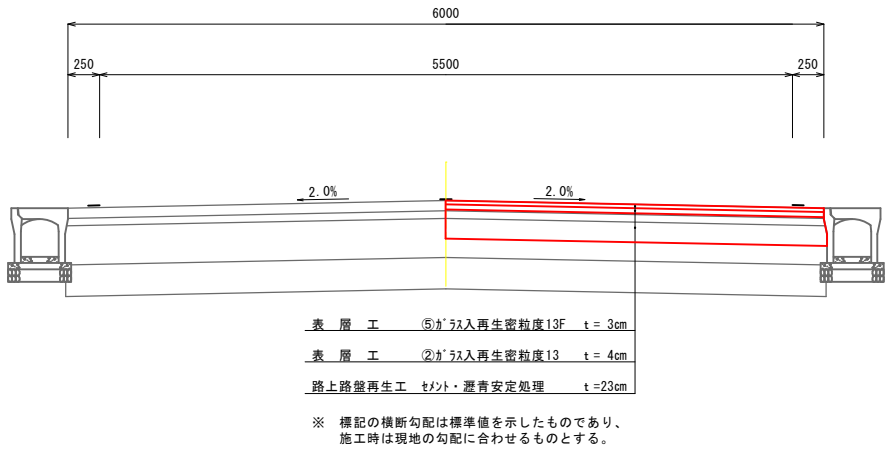 6000
250 5500 250
2.0% 2.0%
表 層 工 ⑤ｶﾞﾗｽ入再生密粒度13F t = 3cm
表 層 工 ②ｶﾞﾗｽ入再生密粒度13 t = 4cm
路上路盤再生工 ｾﾒﾝﾄ・瀝青安定処理 t =23cm
※ 標記の横断勾配は標準値を示したものであり、
施工時は現地の勾配に合わせるものとする。